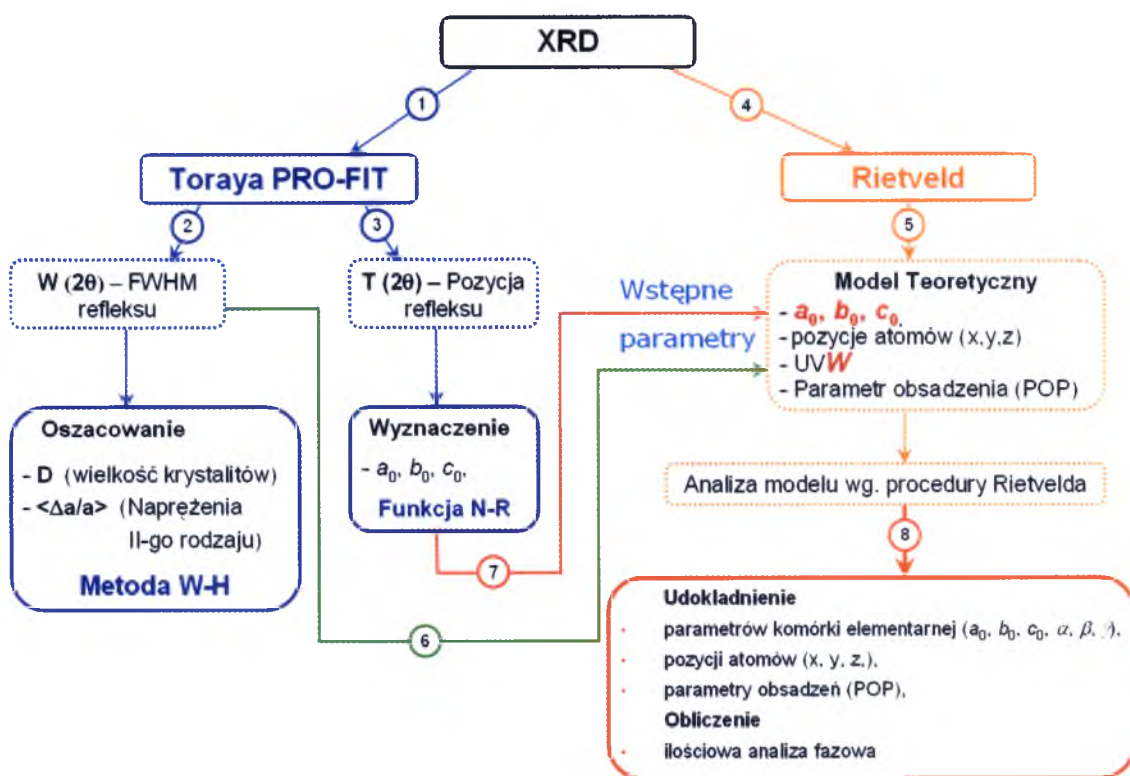 XRD
1
4
Toraya PRO-FIT
Rietveld
2
3
5
W (2θ) – FWHM
refleksu
T (2θ) – Pozycja
refleksu
Wstępne
parametry
Model Teoretyczny
- a₀, b₀, c₀,
- pozycje atomów (x,y,z)
- UVW
- Parametr obsadzenia (POP)
Oszacowanie
- D (wielkość krystalitów)
- <Δa/a> (Naprężenia
II-go rodzaju)
Metoda W-H
Wyznaczenie
- a₀, b₀, c₀,
Funkcja N-R
Analiza modelu wg. procedury Rietvelda
7
8
6
Udokladnienie
· parametrów komórki elementarnej (a₀, b₀, c₀, α, β, γ),
· pozycji atomów (x, y, z,),
· parametry obsadzeń (POP),
Obliczenie
· ilościowa analiza fazowa